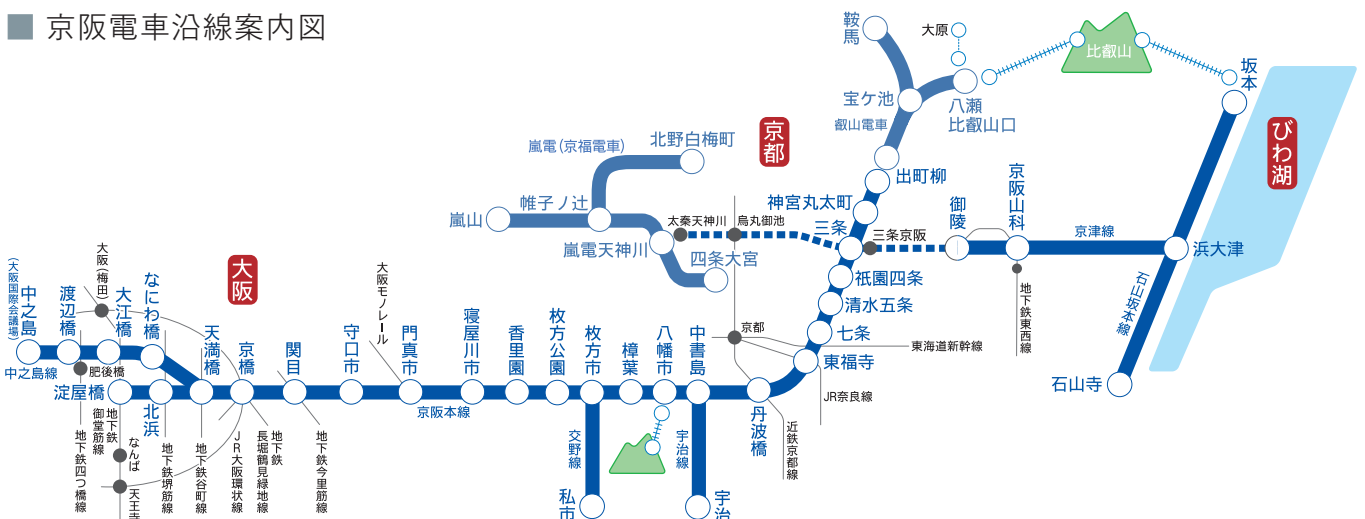 京阪電車沿線案内図
鞍馬
大原
比叡山
坂本
びわ湖
宝ケ池
八瀬
比叡山口
叡山電車
京都
北野白梅町
嵐電(京福電車)
出町柳
神宮丸太町
嵐山
帷子ノ辻
嵐電天神川
太秦天神川
烏丸御池
四条大宮
三条
三条京阪
御陵
京阪山科
京津線
浜大津
石山坂本線
石山寺
地下鉄東西線
祇園四条
清水五条
七条
京都
東海道新幹線
東福寺
JR奈良線
大阪
(大阪国際会議場)
中之島
渡辺橋
大阪(梅田)
大江橋
なにわ橋
天満橋
京橋
関目
守口市
大阪モノレール
門真市
寝屋川市
香里園
枚方公園
枚方市
樟葉
八幡市
中書島
丹波橋
中之島線
肥後橋
淀屋橋
北浜
京阪本線
地下鉄四つ橋線
地下鉄
御堂筋線
なんば
天王寺
地下鉄堺筋線
地下鉄谷町線
JR大阪環状線
地下鉄
長堀鶴見緑地線
地下鉄今里筋線
交野線
私市
宇治線
宇治
近鉄京都線